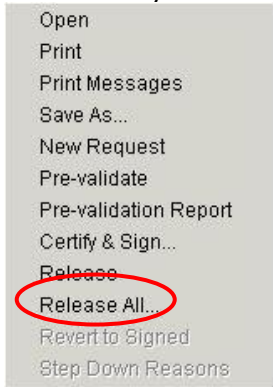 Open
Print
Print Messages
Save As...
New Request
Pre-validate
Pre-validation Report
Certify & Sign...
Release
Release All...
Revert to Signed
Step Down Reasons